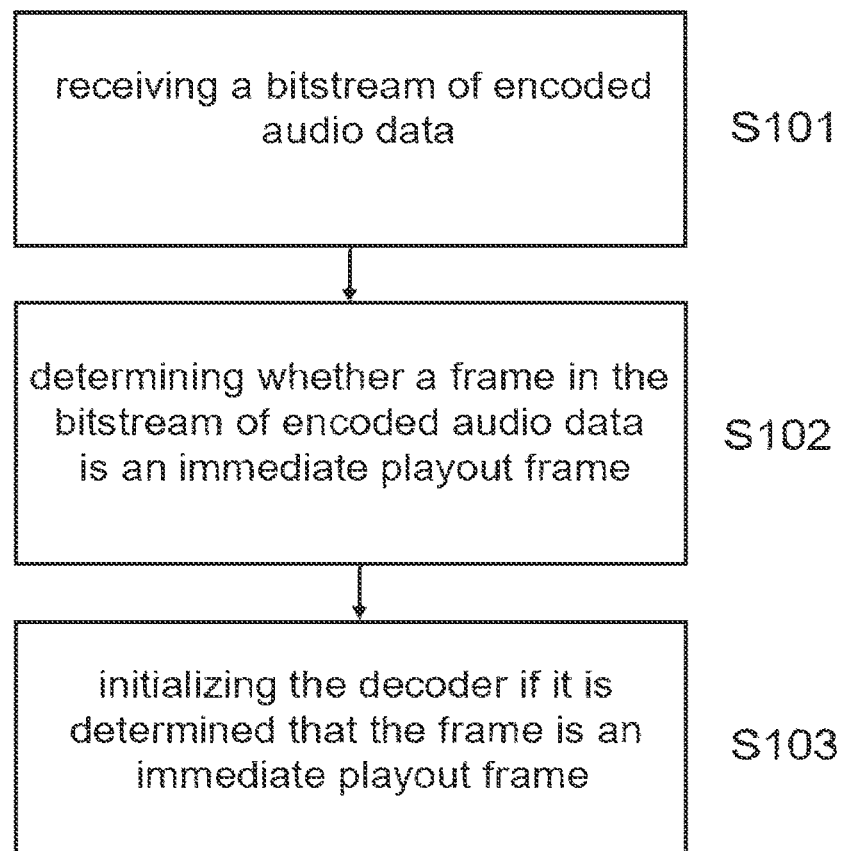 receiving a bitstream of encoded
audio data
S101
determining whether a frame in the
bitstream of encoded audio data
is an immediate playout frame
S102
initializing the decoder if it is
determined that the frame is an
immediate playout frame
S103